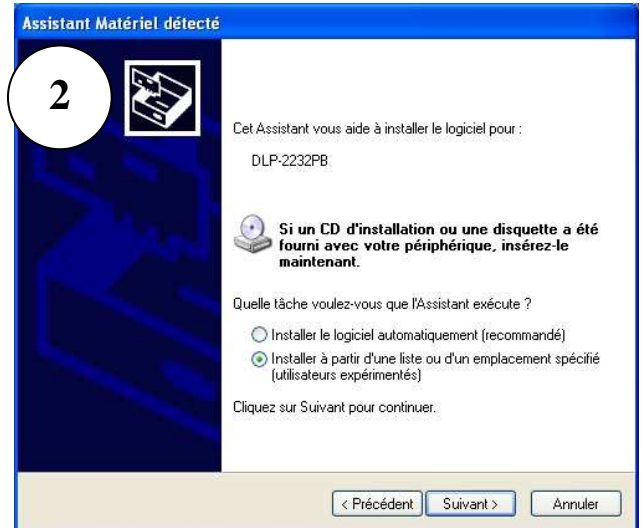 Assistant Matériel détecté
2
Cet Assistant vous aide à installer le logiciel pour :
DLP-2232PB
Si un CD d'installation ou une disquette a été
fourni avec votre périphérique, insérez-le
maintenant.
Quelle tâche voulez-vous que l'Assistant exécute ?
Installer le logiciel automatiquement (recommandé)
Installer à partir d'une liste ou d'un emplacement spécifié
(utilisateurs expérimentés)
Cliquez sur Suivant pour continuer.
< Précédent Suivant > Annuler